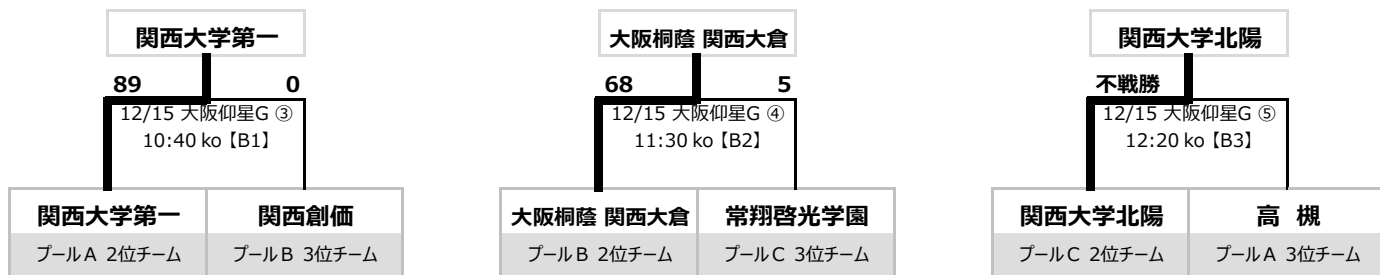 関西大学第一
89 0
12/15 大阪仰星G ③
10:40 ko【B1】
関西大学第一 関西創価
プールA 2位チーム プールB 3位チーム
大阪桐蔭 関西大倉
68 5
12/15 大阪仰星G ④
11:30 ko【B2】
大阪桐蔭 関西大倉 常翔啓光学園
プールB 2位チーム プールC 3位チーム
関西大学北陽
不戦勝
12/15 大阪仰星G ⑤
12:20 ko【B3】
関西大学北陽 高 槻
プールC 2位チーム プールA 3位チーム